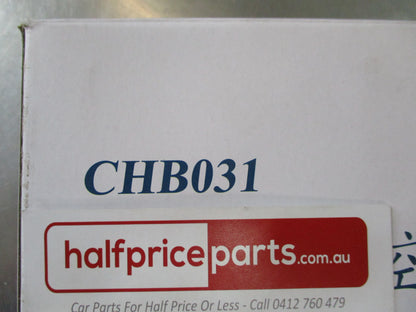 CHB031
halfpriceparts.com.au
Car Parts For Half Price Or Less - Call 0412 760 479